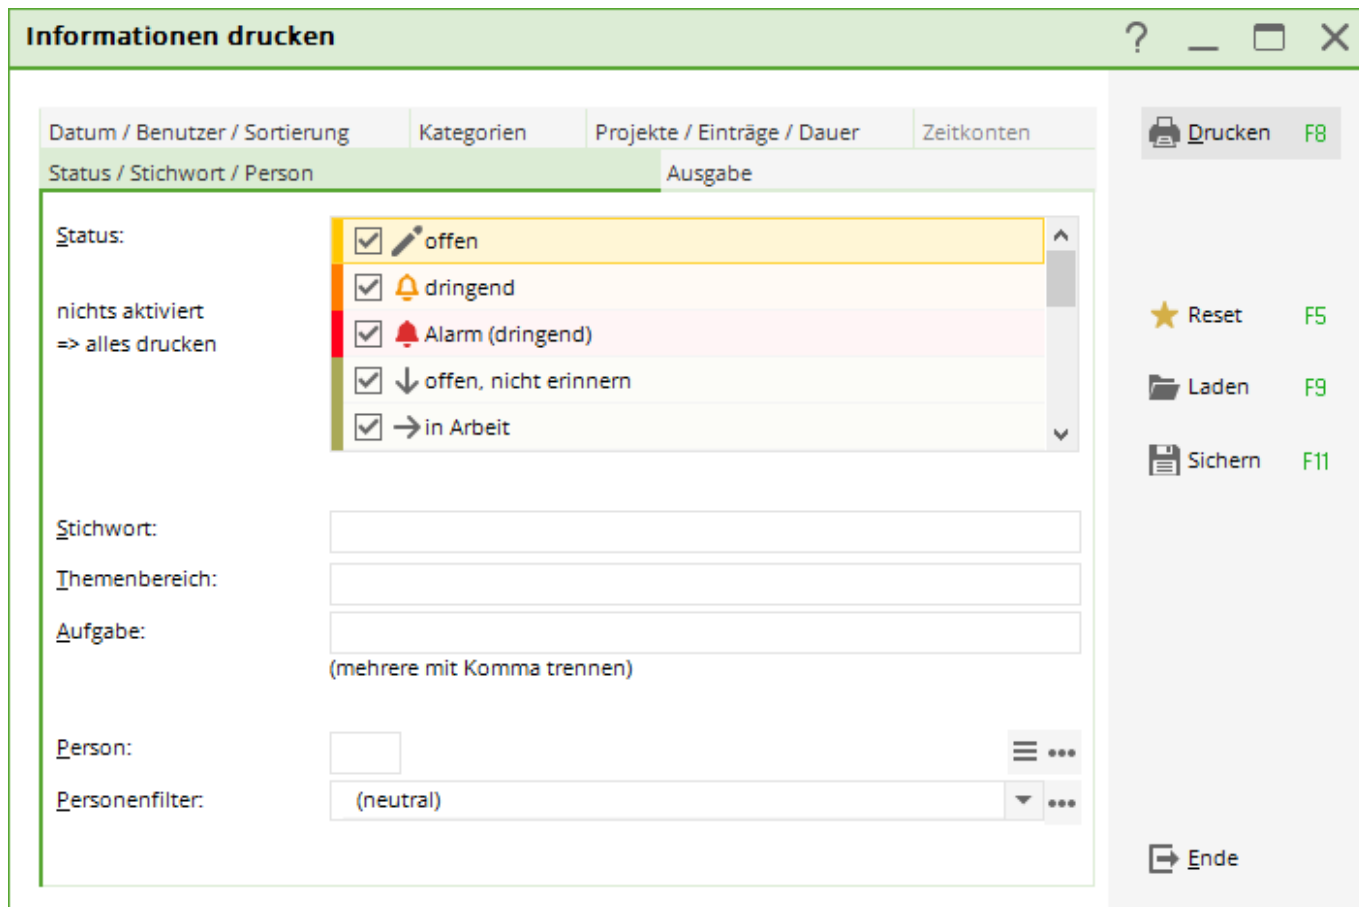 Informationen drucken
Datum / Benutzer / Sortierung
Kategorien
Projekte / Einträge / Dauer
Zeitkonten
Status / Stichwort / Person
Ausgabe
Status:
nichts aktiviert
=> alles drucken
offen
dringend
Alarm (dringend)
offen, nicht erinnern
in Arbeit
Stichwort:
Themenbereich:
Aufgabe:
(mehrere mit Komma trennen)
Person:
Personenfilter:
(neutral)
Drucken F8
Reset F5
Laden F9
Sichern F11
Ende